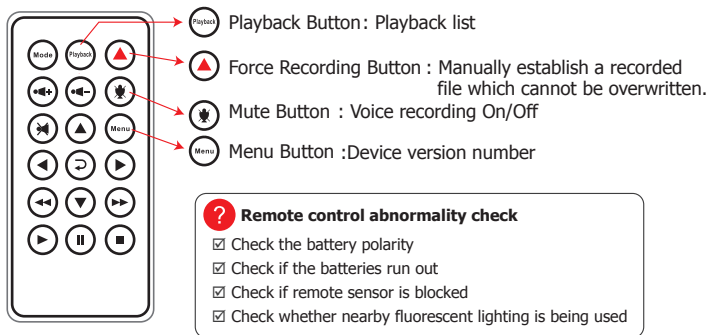 Mode Playback
Menu
Playback Playback Button: Playback list
Force Recording Button : Manually establish a recorded
file which cannot be overwritten.
Mute Button : Voice recording On/Off
Menu Menu Button :Device version number
? Remote control abnormality check
☑ Check the battery polarity
☑ Check if the batteries run out
☑ Check if remote sensor is blocked
☑ Check whether nearby fluorescent lighting is being used